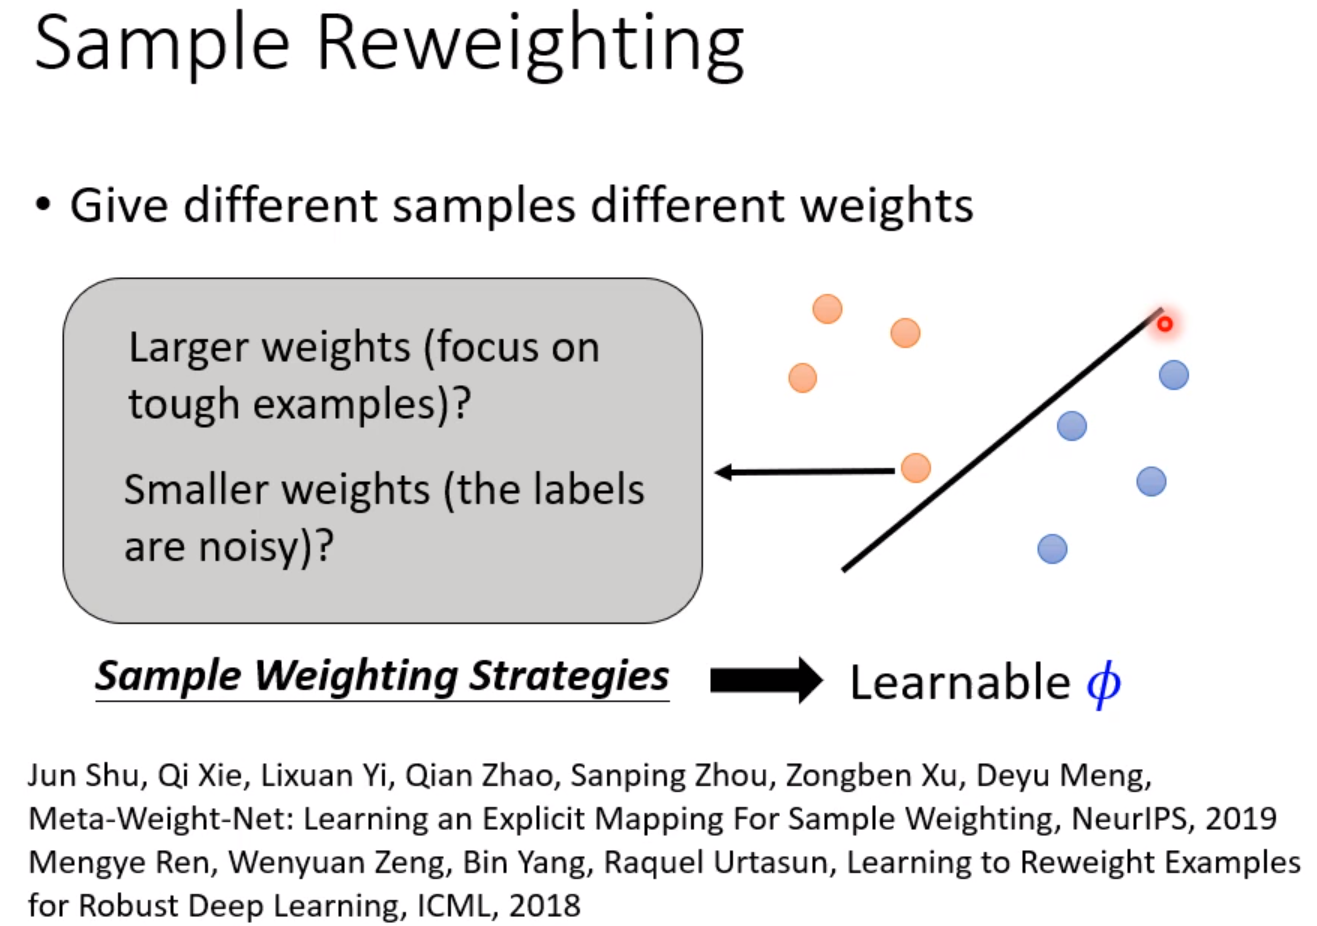 Sample Reweighting
• Give different samples different weights
Larger weights (focus on
tough examples)?
Smaller weights (the labels
are noisy)?
Sample Weighting Strategies
Learnable ϕ
Jun Shu, Qi Xie, Lixuan Yi, Qian Zhao, Sanping Zhou, Zongben Xu, Deyu Meng,
Meta-Weight-Net: Learning an Explicit Mapping For Sample Weighting, NeurIPS, 2019
Mengye Ren, Wenyuan Zeng, Bin Yang, Raquel Urtasun, Learning to Reweight Examples
for Robust Deep Learning, ICML, 2018